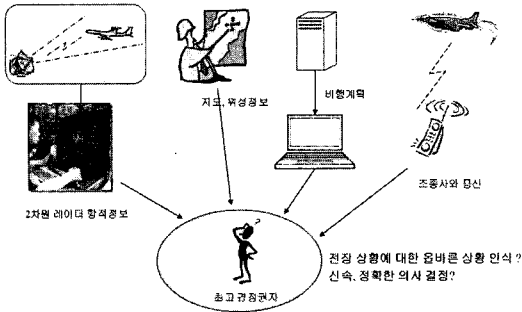 비행계획
지도, 위성정보
조종사와 통신
2차원 레이더 항적정보
?
최고결정권자
전장 상황에 대한 올바른 상황 인식 ?
신속, 정확한 의사 결정?